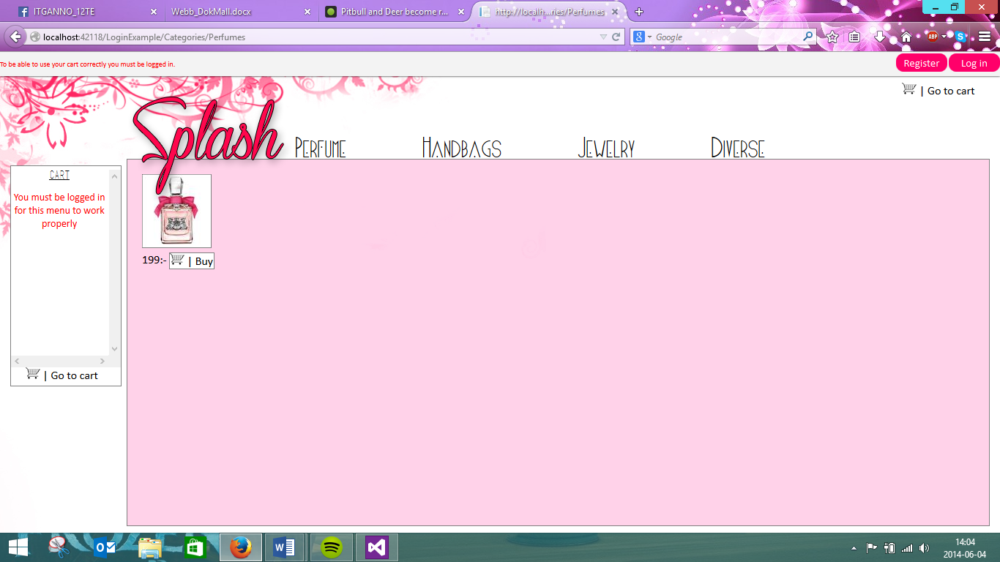 ITGANNO_12TE
Webb_DokMall.docx
Pitbull and Deer become r...
http://localh...ries/Perfumes
localhost:42118/LoginExample/Categories/Perfumes
Google
ABP
To be able to use your cart correctly you must be logged in.
Register
Log in
| Go to cart
Splash
PERFUME
HANDBAGS
JEWELRY
DIVERSE
CART
You must be logged in
for this menu to work
properly
| Go to cart
199:-
| Buy
14:04
2014-06-04